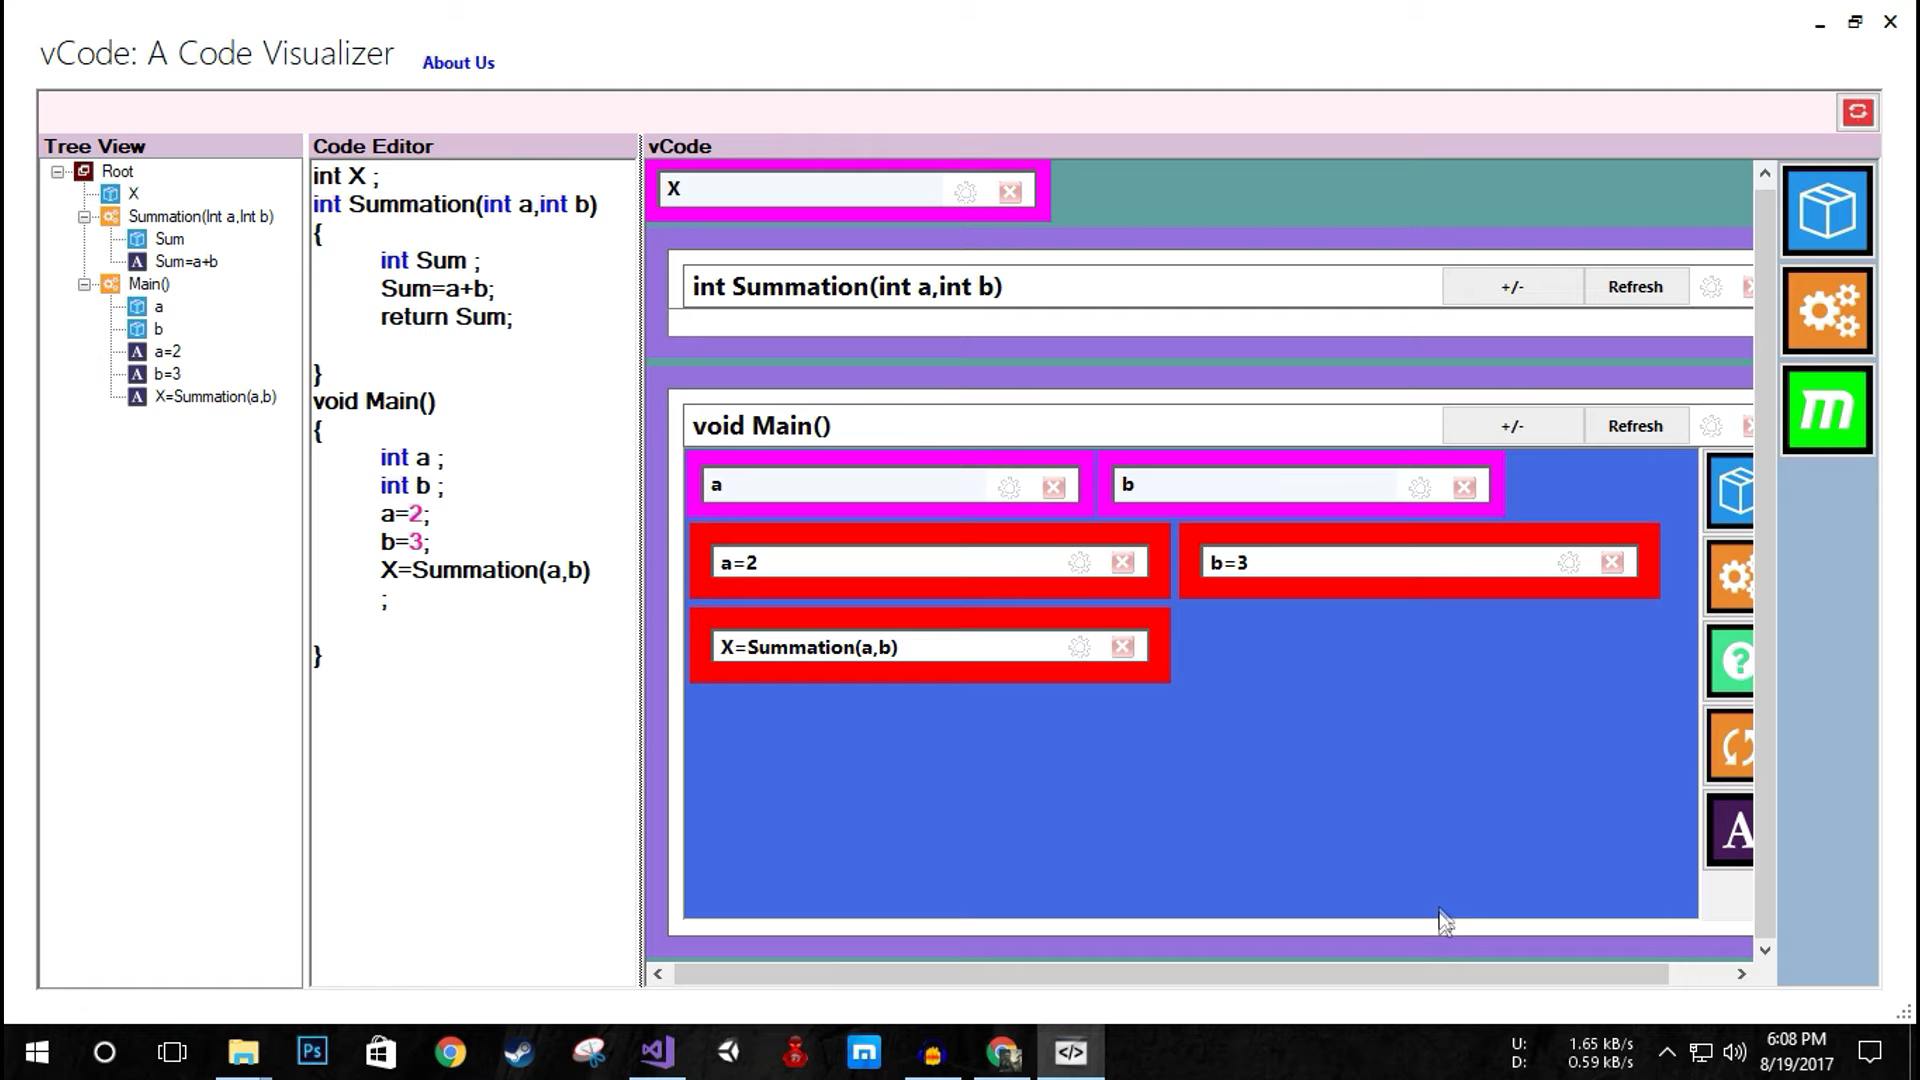 vCode: A Code Visualizer
About Us
Tree View
Root
X
Summation(Int a,Int b)
Sum
A Sum=a+b
Main()
a
b
A a=2
A b=3
A X=Summation(a,b)
Code Editor
int X ;
int Summation(int a,int b)
{
int Sum ;
Sum=a+b;
return Sum;
}
void Main()
{
int a ;
int b ;
a=2;
b=3;
X=Summation(a,b)
;
}
vCode
X
int Summation(int a,int b)
+/-
Refresh
void Main()
+/-
Refresh
a
b
a=2
b=3
X=Summation(a,b)
?
A
m
Ps
U: 1.65 kB/s
D: 0.59 kB/s
6:08 PM
8/19/2017